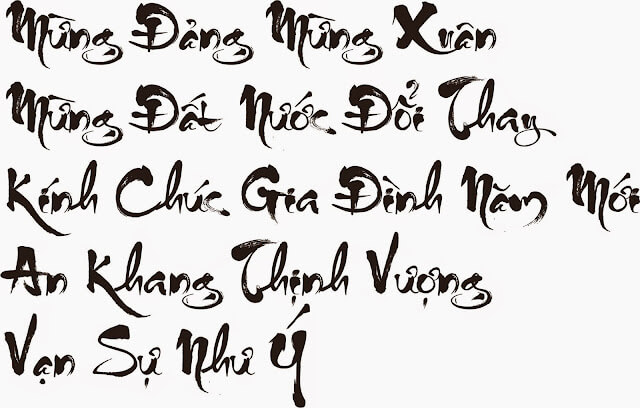 Mừng Đảng Mừng Xuân
Mừng Đất Nước Đổi Thay
Kính Chúc Gia Đình Năm Mới
An Khang Thịnh Vượng
Vạn Sự Như Ý